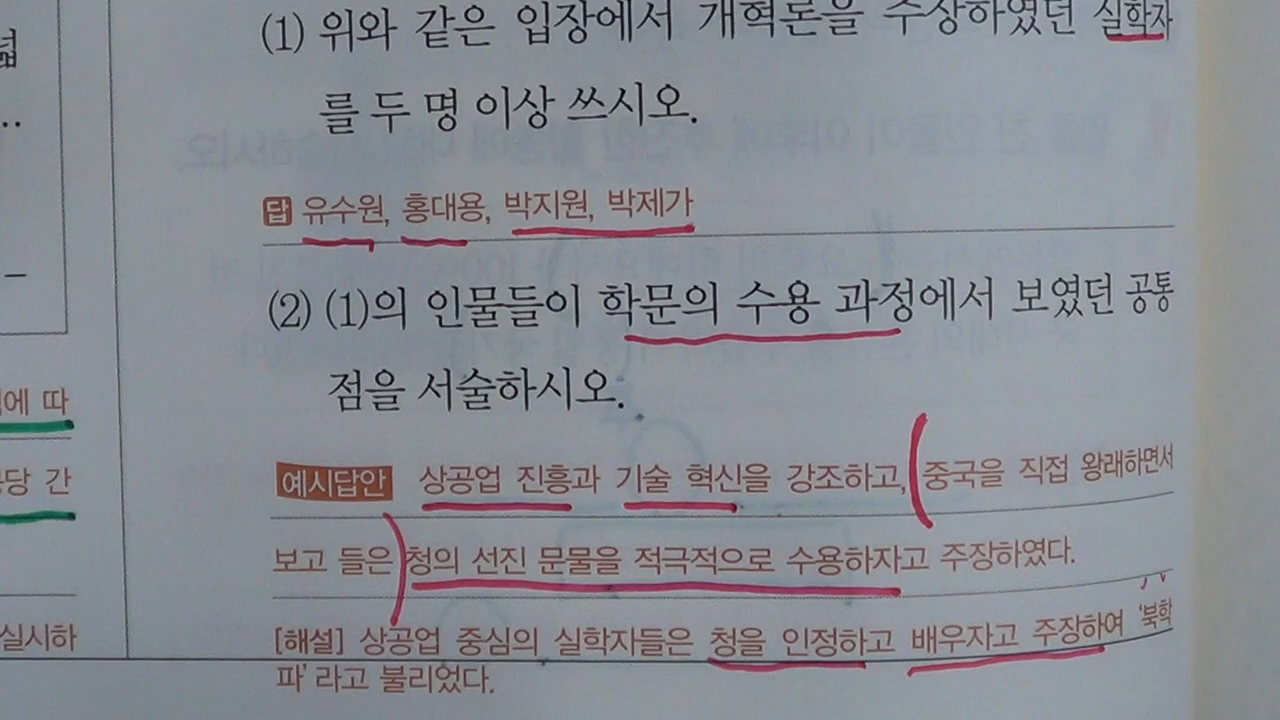 (1) 위와 같은 입장에서 개혁론을 주장하였던 실학자
를 두 명 이상 쓰시오.
답 유수원, 홍대용, 박지원, 박제가
(2) (1)의 인물들이 학문의 수용 과정에서 보였던 공통
점을 서술하시오.
예시답안 상공업 진흥과 기술 혁신을 강조하고, 중국을 직접 왕래하면서
보고 들은 청의 선진 문물을 적극적으로 수용하자고 주장하였다.
[해설] 상공업 중심의 실학자들은 청을 인정하고 배우자고 주장하여 '북학
파'라고 불리었다.
에 따
당 간
실시하